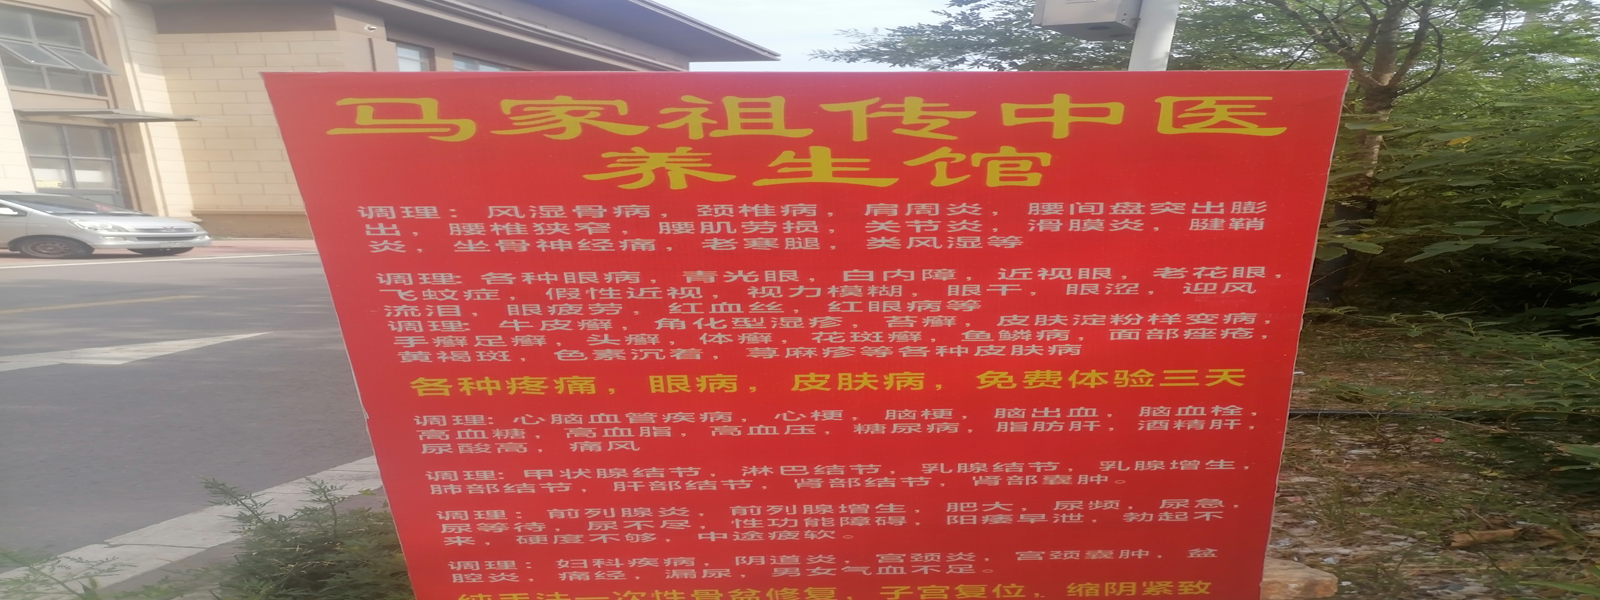 马家祖传中医
养生馆
调理：风湿骨病，颈椎病，肩周炎，腰间盘突出膨
出，腰椎狭窄，腰肌劳损，关节炎，滑膜炎，腱鞘
炎，坐骨神经痛，老寒腿，类风湿等
调理：各种眼病，青光眼，白内障，近视眼，老花眼，
飞蚊症，假性近视，视力模糊，眼干，眼涩，迎风
流泪，眼疲劳，红血丝，红眼病等
调理：牛皮癣，角化型湿疹，苔癣，皮肤淀粉样变病，
手癣足癣，头癣，体癣，花斑癣，鱼鳞病，面部痤疮，
黄褐斑，色素沉着，荨麻疹等各种皮肤病
各种疼痛，眼病，皮肤病，免费体验三天
调理：心脑血管疾病，心梗，脑梗，脑出血，脑血栓，
高血糖，高血脂，高血压，糖尿病，脂肪肝，酒精肝，
尿酸高，痛风
调理：甲状腺结节，淋巴结节，乳腺结节，乳腺增生，
肺部结节，肝部结节，肾部结节，肾部囊肿。
调理：前列腺炎，前列腺增生，肥大，尿频，尿急，
尿等待，尿不尽，性功能障碍，阳痿早泄，勃起不
来，硬度不够，中途疲软。
调理：妇科疾病，阴道炎，宫颈炎，宫颈囊肿，盆
腔炎，痛经，漏尿，男女气血不足。
纯手法一次性骨盆修复，子宫复位，缩阴紧致